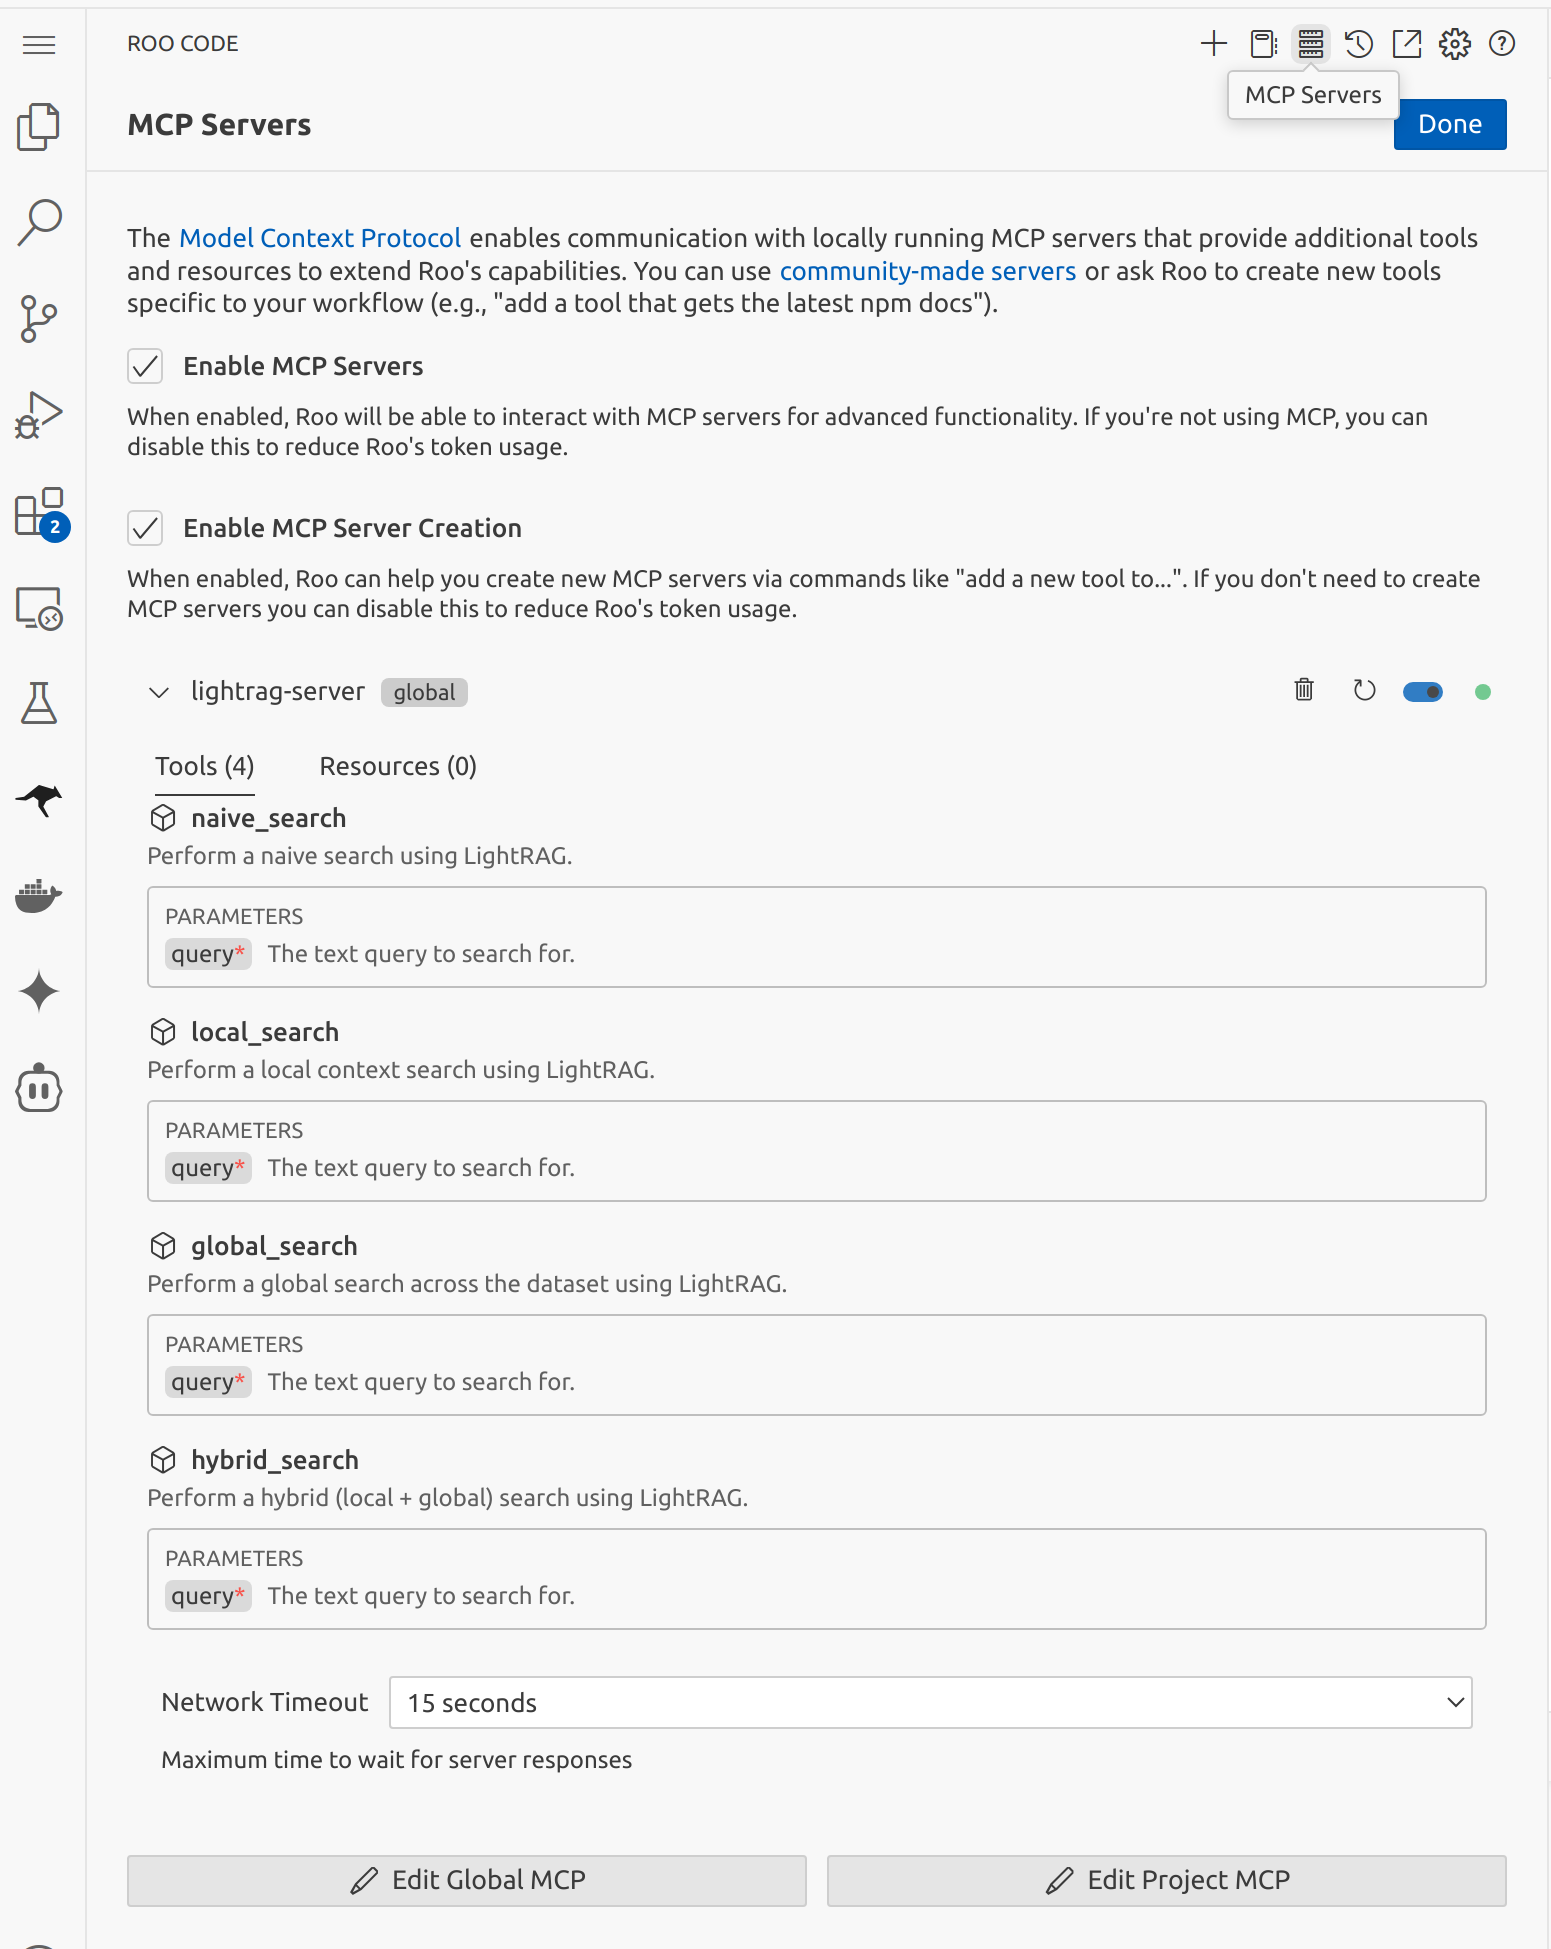 ROO CODE
MCP Servers
MCP Servers
Done
The Model Context Protocol enables communication with locally running MCP servers that provide additional tools
and resources to extend Roo's capabilities. You can use community-made servers or ask Roo to create new tools
specific to your workflow (e.g., "add a tool that gets the latest npm docs").
Enable MCP Servers
When enabled, Roo will be able to interact with MCP servers for advanced functionality. If you're not using MCP, you can
disable this to reduce Roo's token usage.
2
Enable MCP Server Creation
When enabled, Roo can help you create new MCP servers via commands like "add a new tool to...". If you don't need to create
MCP servers you can disable this to reduce Roo's token usage.
lightrag-server global
Tools (4) Resources (0)
naive_search
Perform a naive search using LightRAG.
PARAMETERS
query* The text query to search for.
local_search
Perform a local context search using LightRAG.
PARAMETERS
query* The text query to search for.
global_search
Perform a global search across the dataset using LightRAG.
PARAMETERS
query* The text query to search for.
hybrid_search
Perform a hybrid (local + global) search using LightRAG.
PARAMETERS
query* The text query to search for.
Network Timeout 15 seconds
Maximum time to wait for server responses
Edit Global MCP Edit Project MCP